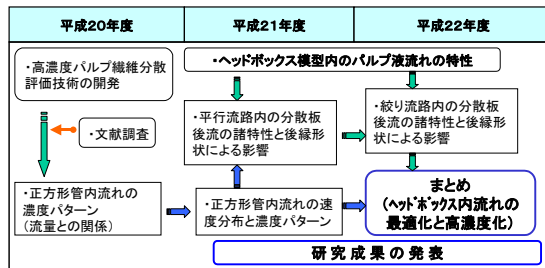 平成20年度
平成21年度
平成22年度
・高濃度パルプ繊維分散
評価技術の開発
・ヘッドボックス模型内のパルプ液流れの特性
・文献調査
・平行流路内の分散板
後流の諸特性と後縁形
状による影響
・絞り流路内の分散板
後流の諸特性と後縁形
状による影響
・正方形管内流れの
濃度パターン
(流量との関係)
・正方形管内流れの速
度分布と濃度パターン
まとめ
(ヘッドボックス内流れの
最適化と高濃度化)
研究成果の発表